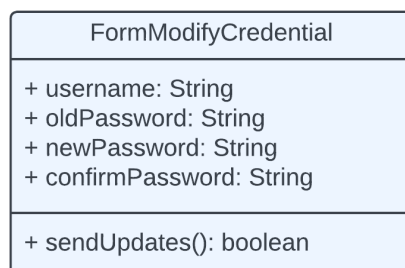 FormModifyCredential
+ username: String
+ oldPassword: String
+ newPassword: String
+ confirmPassword: String
+ sendUpdates(): boolean